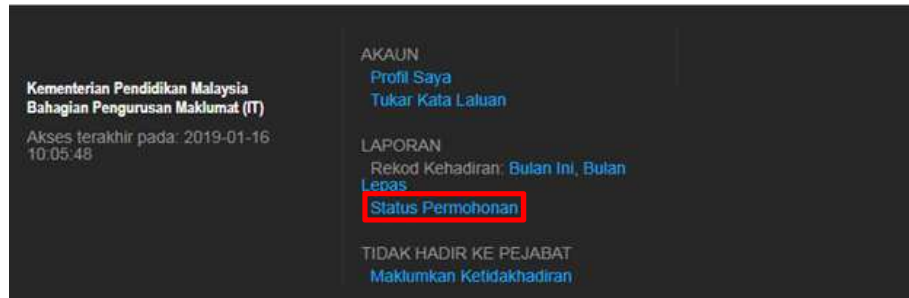 Kementerian Pendidikan Malaysia
Bahagian Pengurusan Maklumat (IT)
Akses terakhir pada: 2019-01-16
10:05:48
AKAUN
Profil Saya
Tukar Kata Laluan
LAPORAN
Rekod Kehadiran: Bulan Ini, Bulan
Lepas
Status Permohonan
TIDAK HADIR KE PEJABAT
Maklumkan Ketidakhadiran